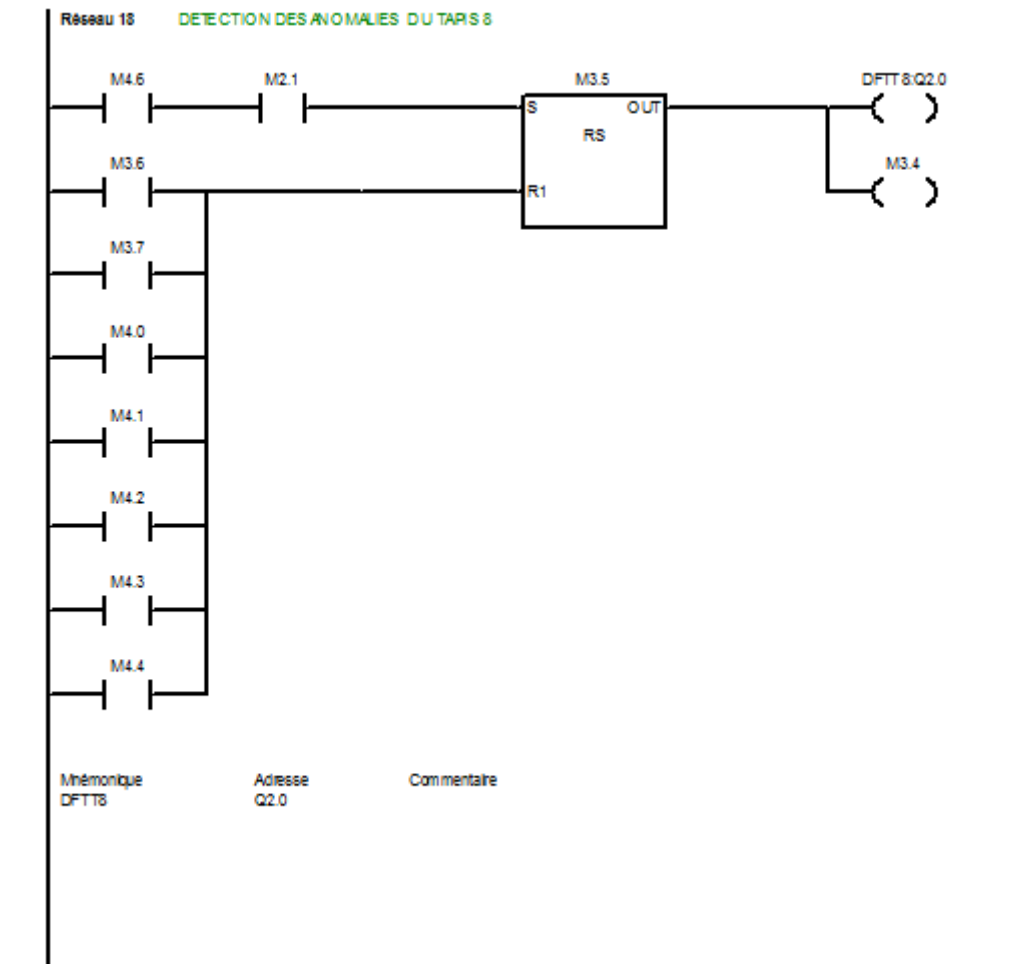 Réseau 18 DETECTION DES ANOMALIES DU TAPIS 8
M4.6 M2.1 M3.5 DFTT8:Q2.0
S OUT
RS
M3.6 M3.4
R1
M3.7
M4.0
M4.1
M4.2
M4.3
M4.4
Mnémonique Adresse Commentaire
DFTT8 Q2.0